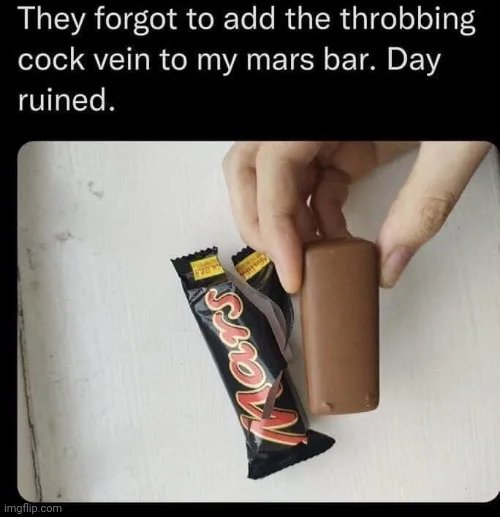 They forgot to add the throbbing
cock vein to my mars bar. Day
ruined.
Mars
imgflip.com